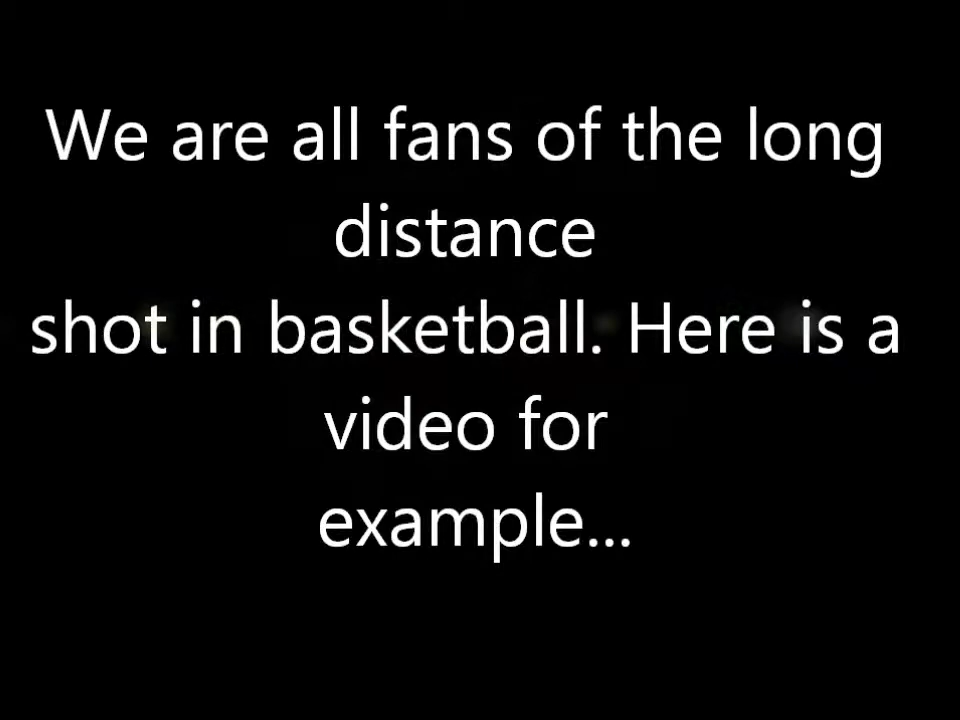 We are all fans of the long
distance
shot in basketball. Here is a
video for
example...